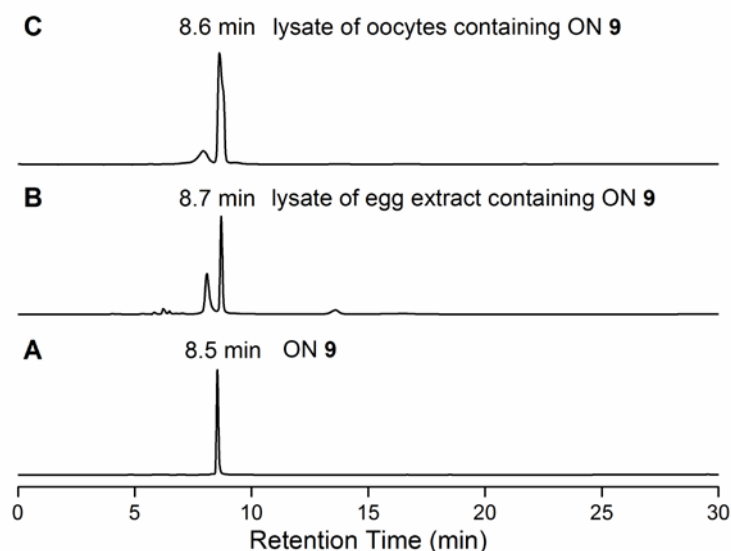 C
8.6 min lysate of oocytes containing ON 9
B
8.7 min lysate of egg extract containing ON 9
A
8.5 min ON 9
0 5 10 15 20 25 30
Retention Time (min)